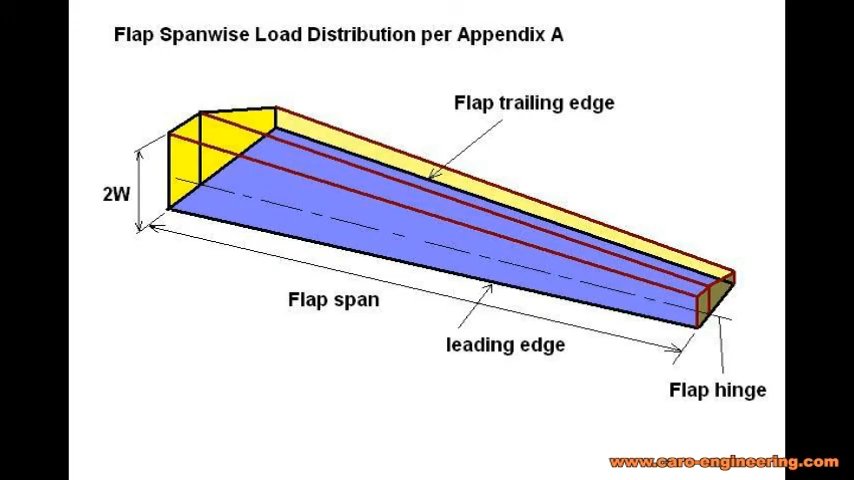 Flap Spanwise Load Distribution per Appendix A
Flap trailing edge
2W
Flap span
leading edge
Flap hinge
www.caro-engineering.com